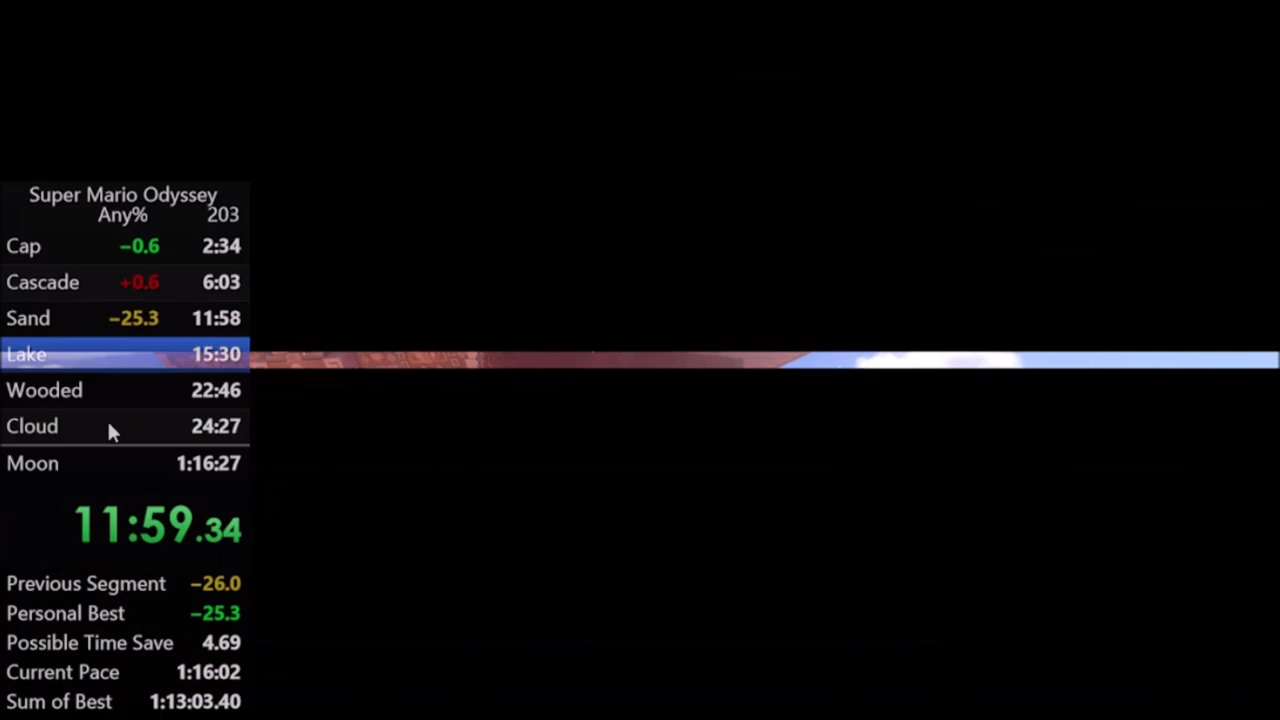 Super Mario Odyssey
Any% 203
Cap −0.6 2:34
Cascade +0.6 6:03
Sand −25.3 11:58
Lake 15:30
Wooded 22:46
Cloud 24:27
Moon 1:16:27
11:59.34
Previous Segment −26.0
Personal Best −25.3
Possible Time Save 4.69
Current Pace 1:16:02
Sum of Best 1:13:03.40